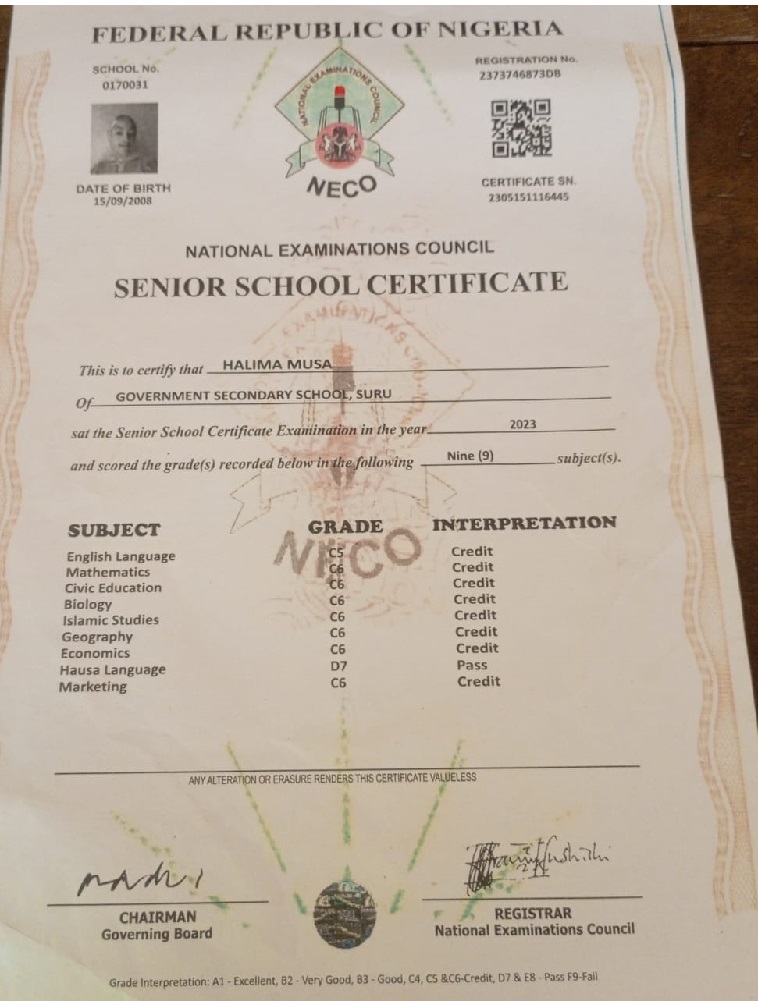 FEDERAL REPUBLIC OF NIGERIA
SCHOOL No.
0170031
REGISTRATION No.
2373746873DB
NATIONAL EXAMINATIONS COUNCIL
NECO
DATE OF BIRTH
15/09/2008
CERTIFICATE SN.
2305151116445
NATIONAL EXAMINATIONS COUNCIL
SENIOR SCHOOL CERTIFICATE
This is to certify that HALIMA MUSA
Of GOVERNMENT SECONDARY SCHOOL, SURU
sat the Senior School Certificate Examination in the year 2023
and scored the grade(s) recorded below in the following Nine (9) subject(s).
SUBJECT GRADE INTERPRETATION
English Language C5 Credit
Mathematics C6 Credit
Civic Education C6 Credit
Biology C6 Credit
Islamic Studies C6 Credit
Geography C6 Credit
Economics C6 Credit
Hausa Language D7 Pass
Marketing C6 Credit
NECO
ANY ALTERATION OR ERASURE RENDERS THIS CERTIFICATE VALUELESS
CHAIRMAN
Governing Board
REGISTRAR
National Examinations Council
Grade Interpretation: A1 - Excellent, B2 - Very Good, B3 - Good, C4, C5 &C6-Credit, D7 & E8 - Pass F9-Fail